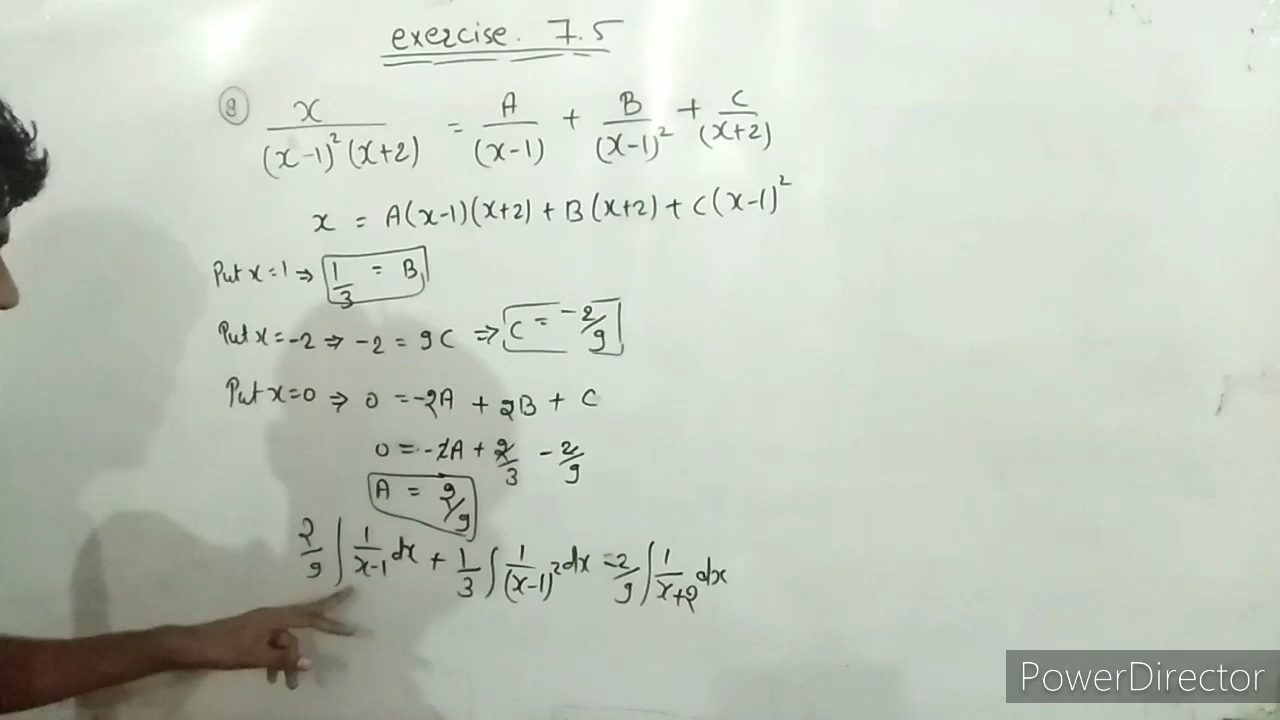 exercise. 7.5
⑧ x/((x-1)²(x+2)) = A/(x-1) + B/(x-1)² + C/(x+2)
x = A(x-1)(x+2) + B(x+2) + C(x-1)²
Put x=1 ⇒ 1/3 = B
Put x=-2 ⇒ -2 = 9C ⇒ C = -2/9
Put x=0 ⇒ 0 = -2A + 2B + C
0 = -2A + 2/3 - 2/9
A = 2/9
2/9 ∫ 1/(x-1) dx + 1/3 ∫ 1/(x-1)² dx - 2/9 ∫ 1/(x+2) dx
PowerDirector